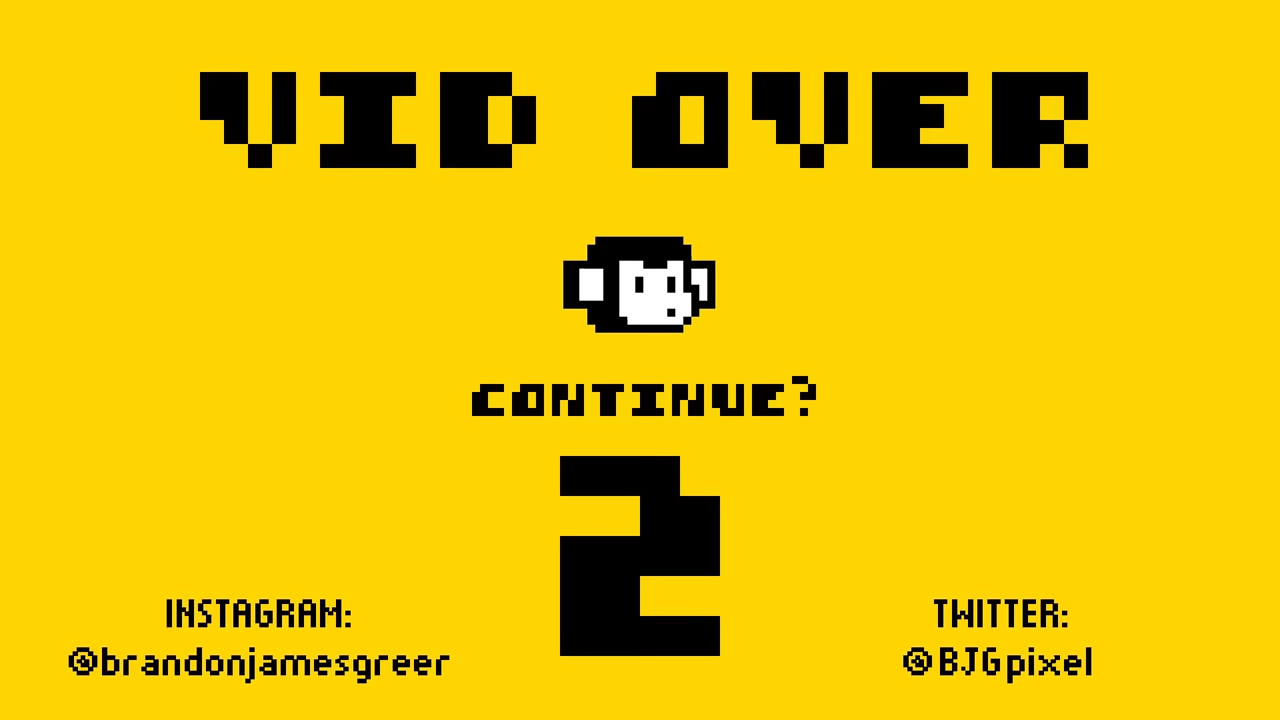 VID OVER
CONTINUE?
2
INSTAGRAM:
@brandonjamesgreer
TWITTER:
@BJGpixel